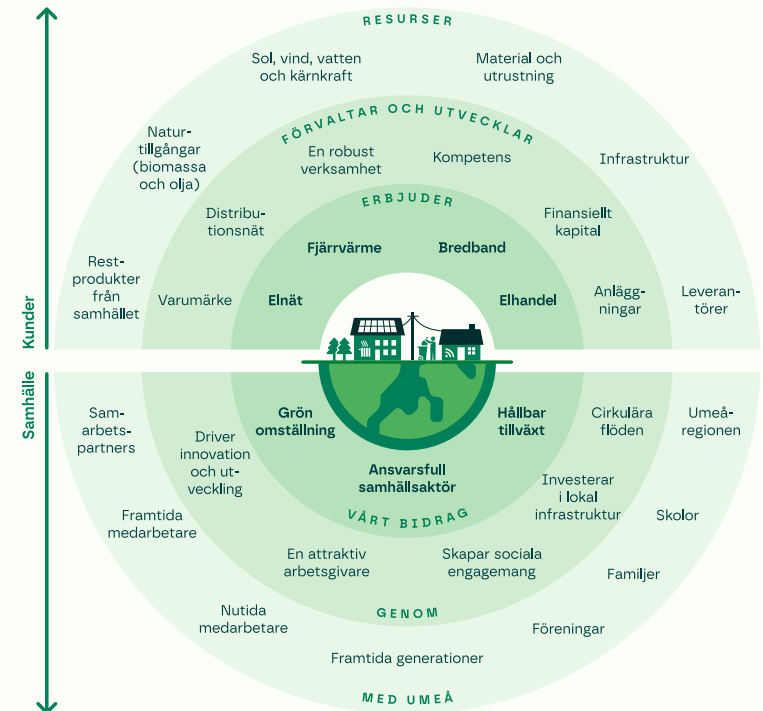 RESURSER
Sol, vind, vatten
och kärnkraft
Material och
utrustning
Natur-
tillgångar
(biomassa
och olja)
Infrastruktur
Rest-
produkter
från
samhället
Leveran-
törer
FÖRVALTAR OCH UTVECKLAR
En robust
verksamhet
Kompetens
Distribu-
tionsnät
Finansiellt
kapital
Varumärke
Anlägg-
ningar
ERBJUDER
Fjärrvärme
Bredband
Elnät
Elhandel
Kunder
Samhälle
Grön
omställning
Hållbar
tillväxt
Ansvarsfull
samhällsaktör
VÅRT BIDRAG
Cirkulära
flöden
Driver
innovation
och ut-
veckling
Investerar
i lokal
infrastruktur
En attraktiv
arbetsgivare
Skapar sociala
engagemang
GENOM
Sam-
arbets-
partners
Umeå-
regionen
Framtida
medarbetare
Skolor
Familjer
Nutida
medarbetare
Föreningar
Framtida generationer
MED UMEÅ